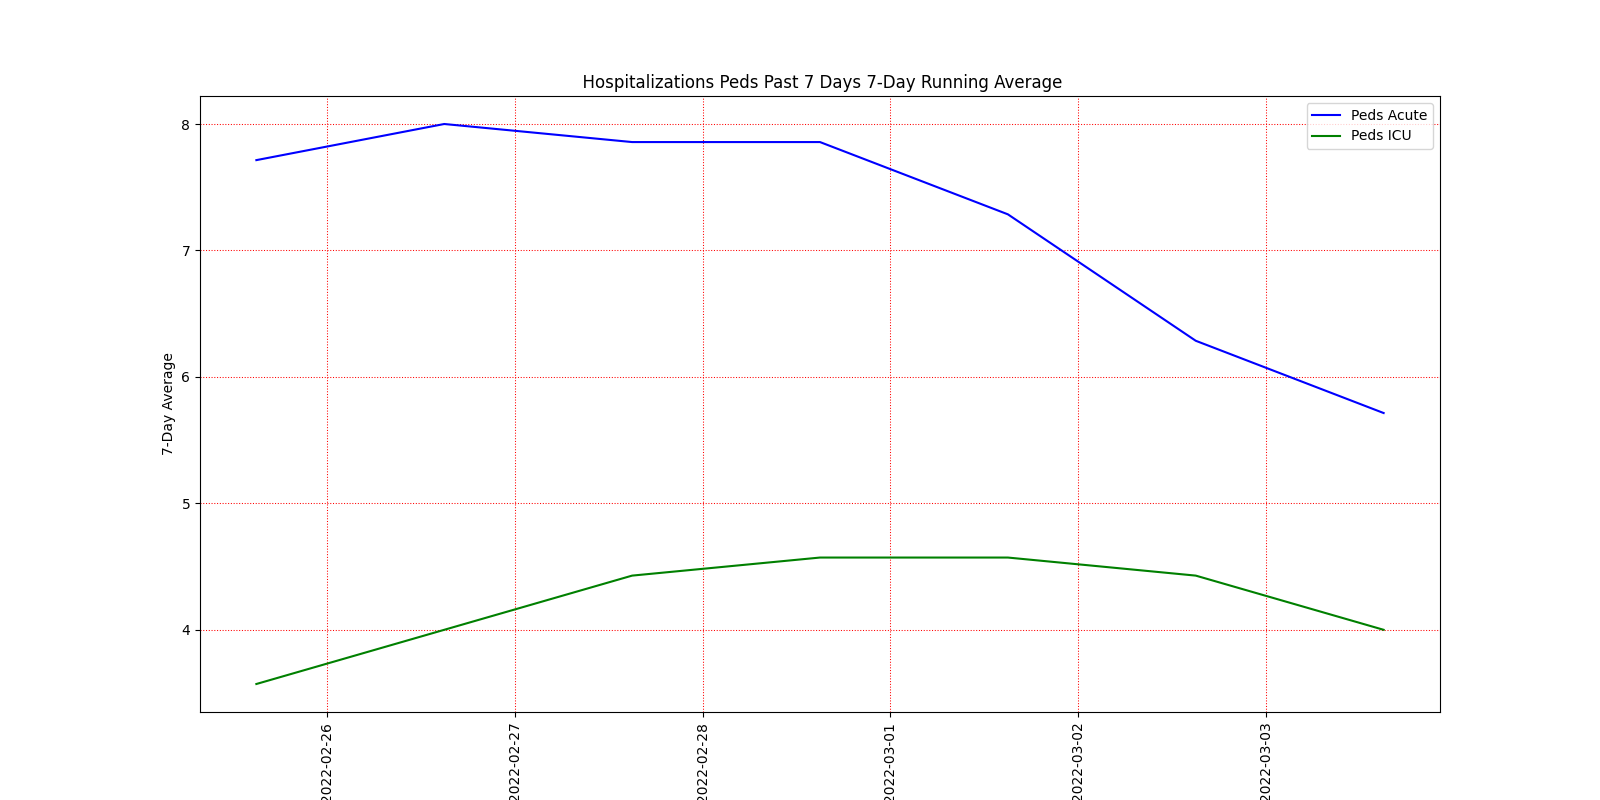 Hospitalizations Peds Past 7 Days 7-Day Running Average
Peds Acute
Peds ICU
7-Day Average
8
7
6
5
4
2022-02-26
2022-02-27
2022-02-28
2022-03-01
2022-03-02
2022-03-03